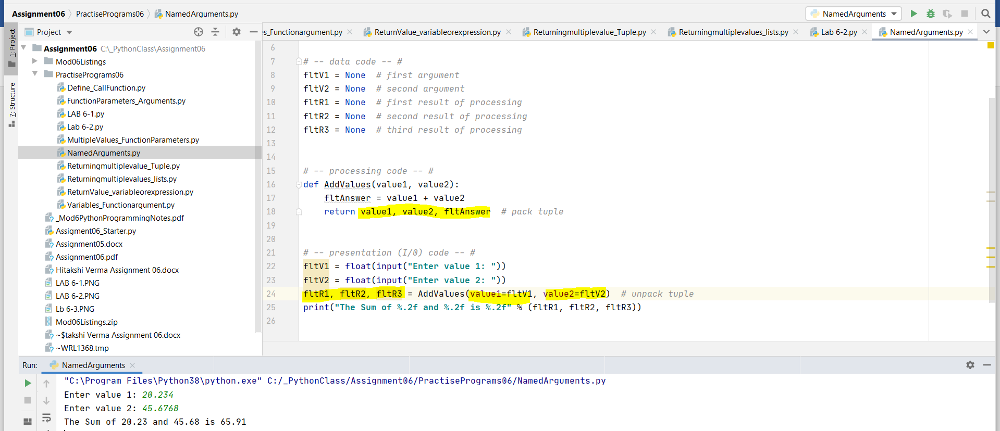 Assignment06 PractisePrograms06 NamedArguments.py NamedArguments
1: Project
7: Structure
Project
s_Functionargument.py ReturnValue_variableorexpression.py Returningmultiplevalue_Tuple.py Returningmultiplevalues_lists.py Lab 6-2.py NamedArguments.py
Assignment06 C:\_PythonClass\Assignment06
Mod06Listings
PractisePrograms06
Define_CallFunction.py
FunctionParameters_Arguments.py
LAB 6-1.py
Lab 6-2.py
MultipleValues_FunctionParameters.py
NamedArguments.py
Returningmultiplevalue_Tuple.py
Returningmultiplevalues_lists.py
ReturnValue_variableorexpression.py
Variables_Functionargument.py
_Mod6PythonProgrammingNotes.pdf
Assigment06_Starter.py
Assignment05.docx
Assignment06.pdf
Hitakshi Verma Assignment 06.docx
LAB 6-1.PNG
LAB 6-2.PNG
Lb 6-3.PNG
Mod06Listings.zip
~$takshi Verma Assignment 06.docx
~WRL1368.tmp
6
7 # -- data code -- #
8 fltV1 = None # first argument
9 fltV2 = None # second argument
10 fltR1 = None # first result of processing
11 fltR2 = None # second result of processing
12 fltR3 = None # third result of processing
13
14
15 # -- processing code -- #
16 def AddValues(value1, value2):
17 fltAnswer = value1 + value2
18 return value1, value2, fltAnswer # pack tuple
19
20
21 # -- presentation (I/0) code -- #
22 fltV1 = float(input("Enter value 1: "))
23 fltV2 = float(input("Enter value 2: "))
24 fltR1, fltR2, fltR3 = AddValues(value1=fltV1, value2=fltV2) # unpack tuple
25 print("The Sum of %.2f and %.2f is %.2f" % (fltR1, fltR2, fltR3))
26
Run: NamedArguments
"C:\Program Files\Python38\python.exe" C:/_PythonClass/Assignment06/PractisePrograms06/NamedArguments.py
Enter value 1: 20.234
Enter value 2: 45.6768
The Sum of 20.23 and 45.68 is 65.91